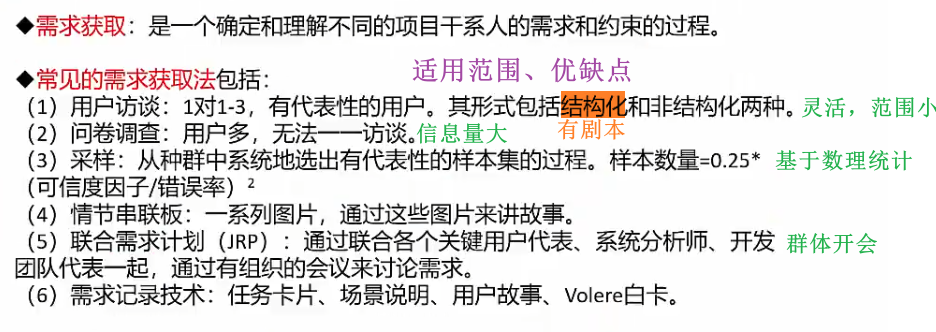 ◆需求获取：是一个确定和理解不同的项目干系人的需求和约束的过程。
◆常见的需求获取法包括：
适用范围、优缺点
（1）用户访谈：1对1-3，有代表性的用户。其形式包括结构化和非结构化两种。灵活，范围小
（2）问卷调查：用户多，无法一一访谈。信息量大
有剧本
（3）采样：从种群中系统地选出有代表性的样本集的过程。样本数量=0.25* 基于数理统计
（可信度因子/错误率）²
（4）情节串联板：一系列图片，通过这些图片来讲故事。
（5）联合需求计划（JRP）：通过联合各个关键用户代表、系统分析师、开发 群体开会
团队代表一起，通过有组织的会议来讨论需求。
（6）需求记录技术：任务卡片、场景说明、用户故事、Volere白卡。